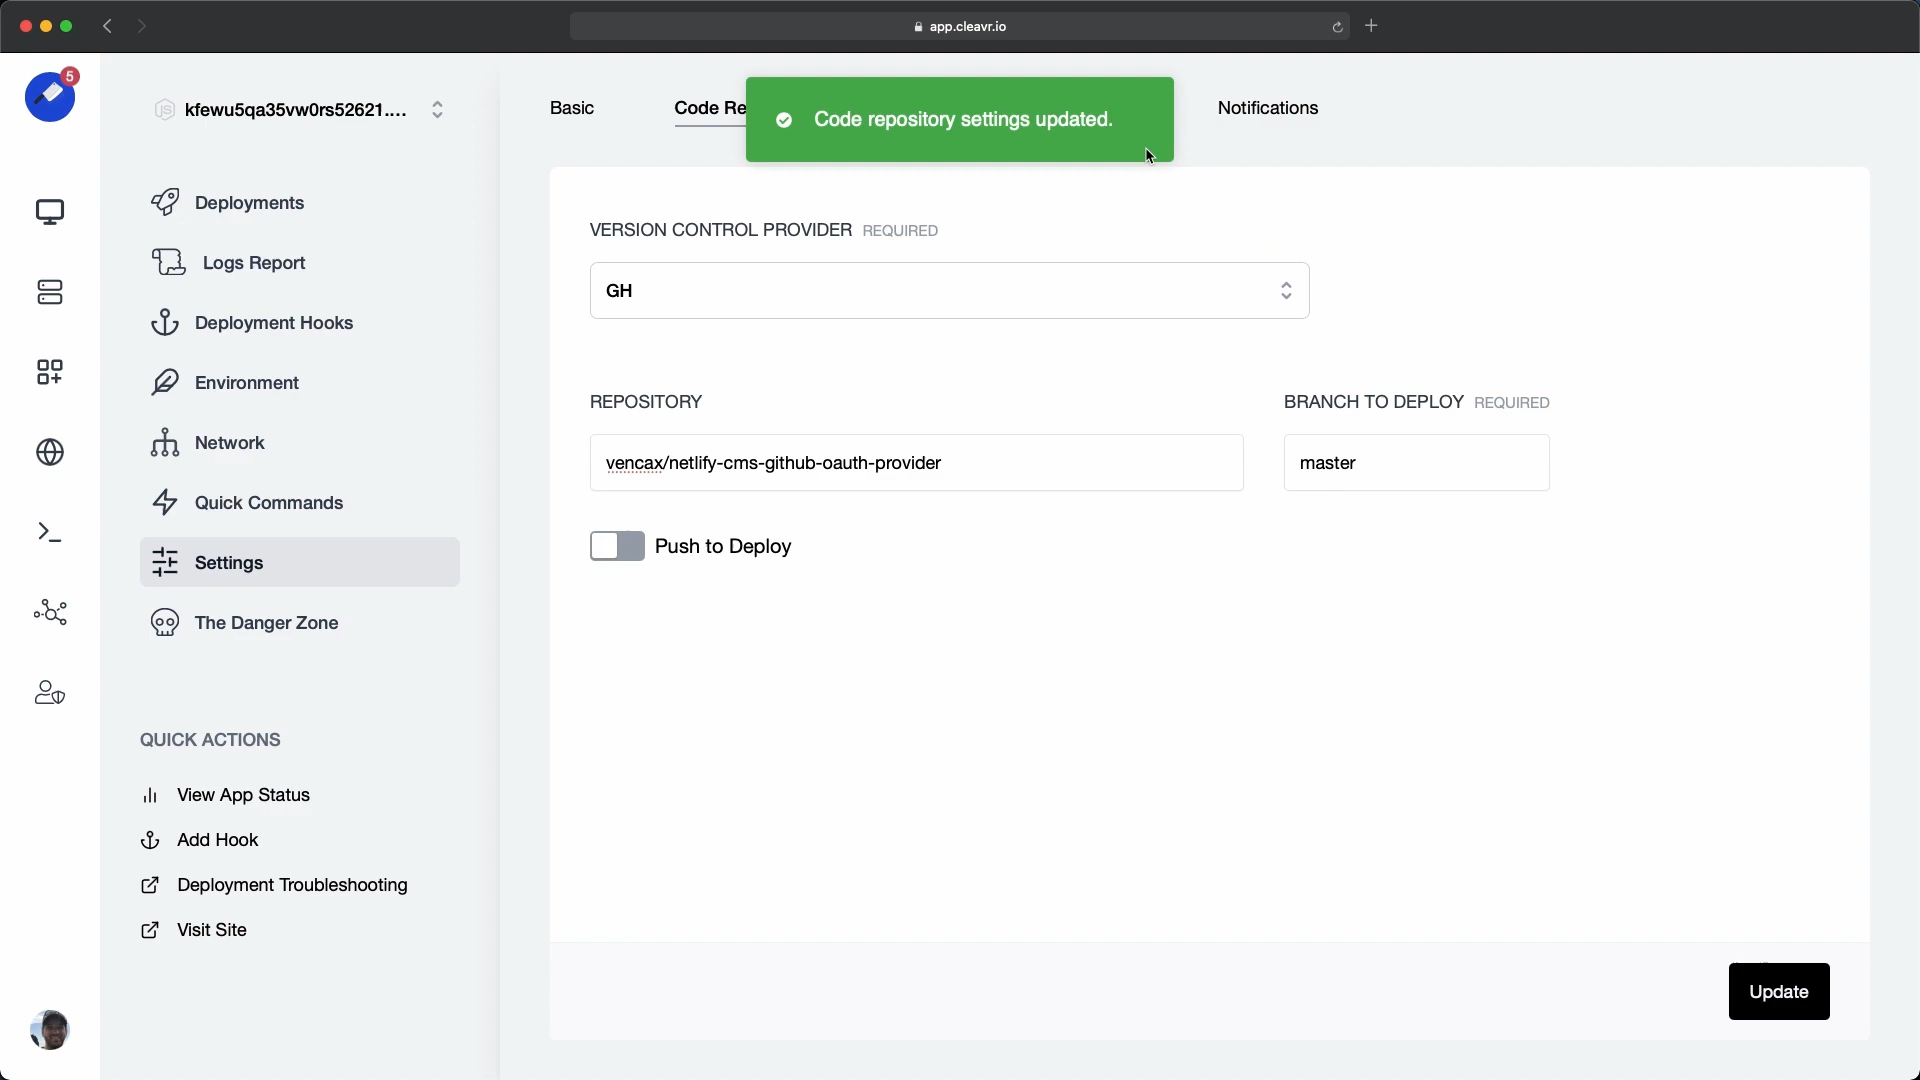 app.cleavr.io
5
kfewu5qa35vw0rs52621....
Basic
Code Re
Code repository settings updated.
Notifications
Deployments
Logs Report
Deployment Hooks
Environment
Network
Quick Commands
Settings
The Danger Zone
QUICK ACTIONS
View App Status
Add Hook
Deployment Troubleshooting
Visit Site
VERSION CONTROL PROVIDER REQUIRED
GH
REPOSITORY
BRANCH TO DEPLOY REQUIRED
vencax/netlify-cms-github-oauth-provider
master
Push to Deploy
Update